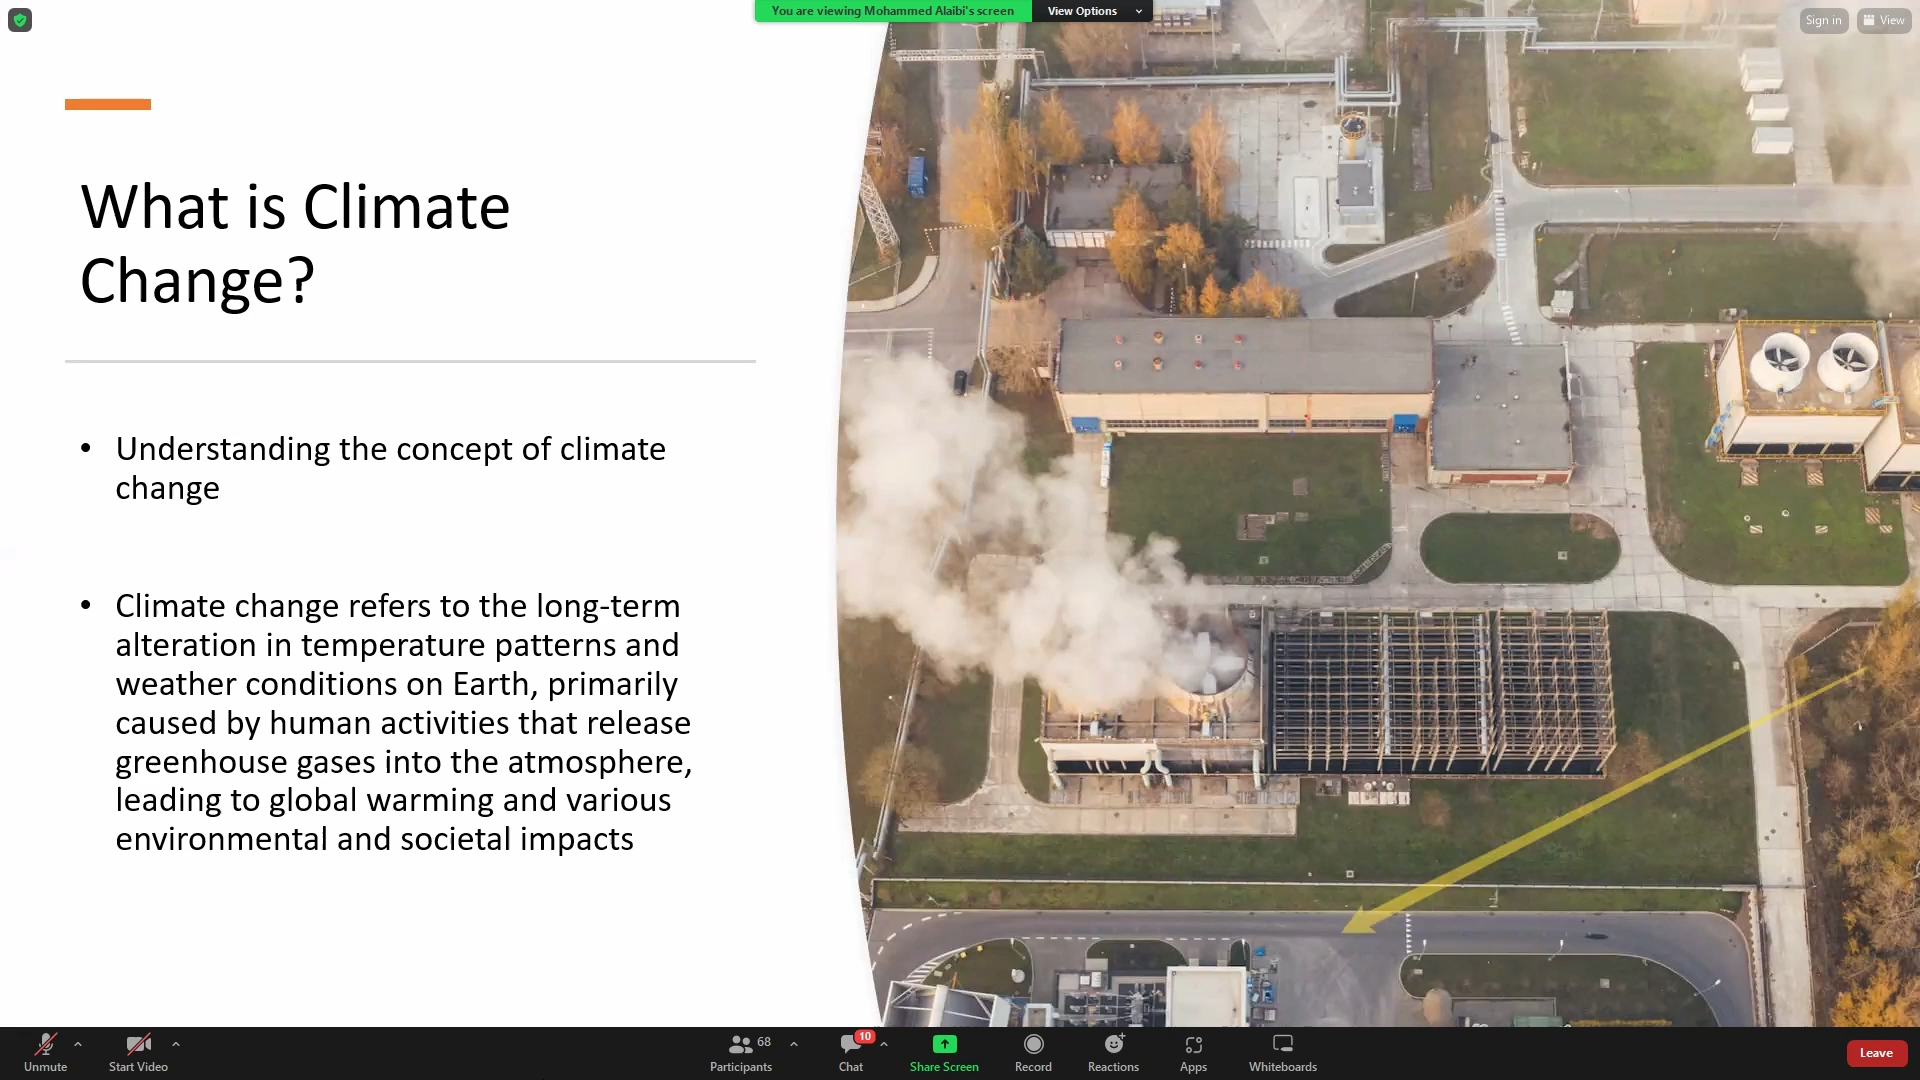 You are viewing Mohammed Alaibi's screen
View Options
Sign in
View
What is Climate
Change?
• Understanding the concept of climate
change
• Climate change refers to the long-term
alteration in temperature patterns and
weather conditions on Earth, primarily
caused by human activities that release
greenhouse gases into the atmosphere,
leading to global warming and various
environmental and societal impacts
Unmute
Start Video
68
Participants
10
Chat
Share Screen
Record
Reactions
Apps
Whiteboards
Leave